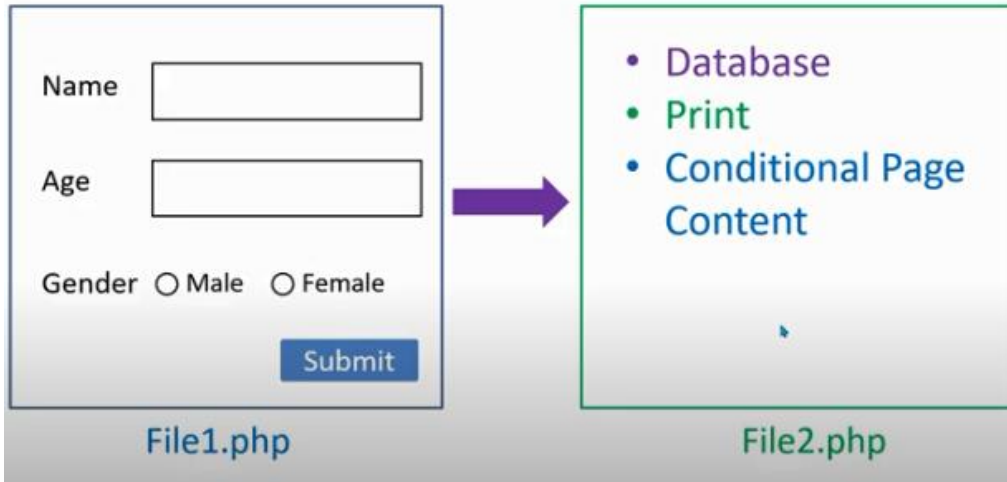 Name
Age
Gender Male Female
Submit
File1.php
• Database
• Print
• Conditional Page
Content
File2.php